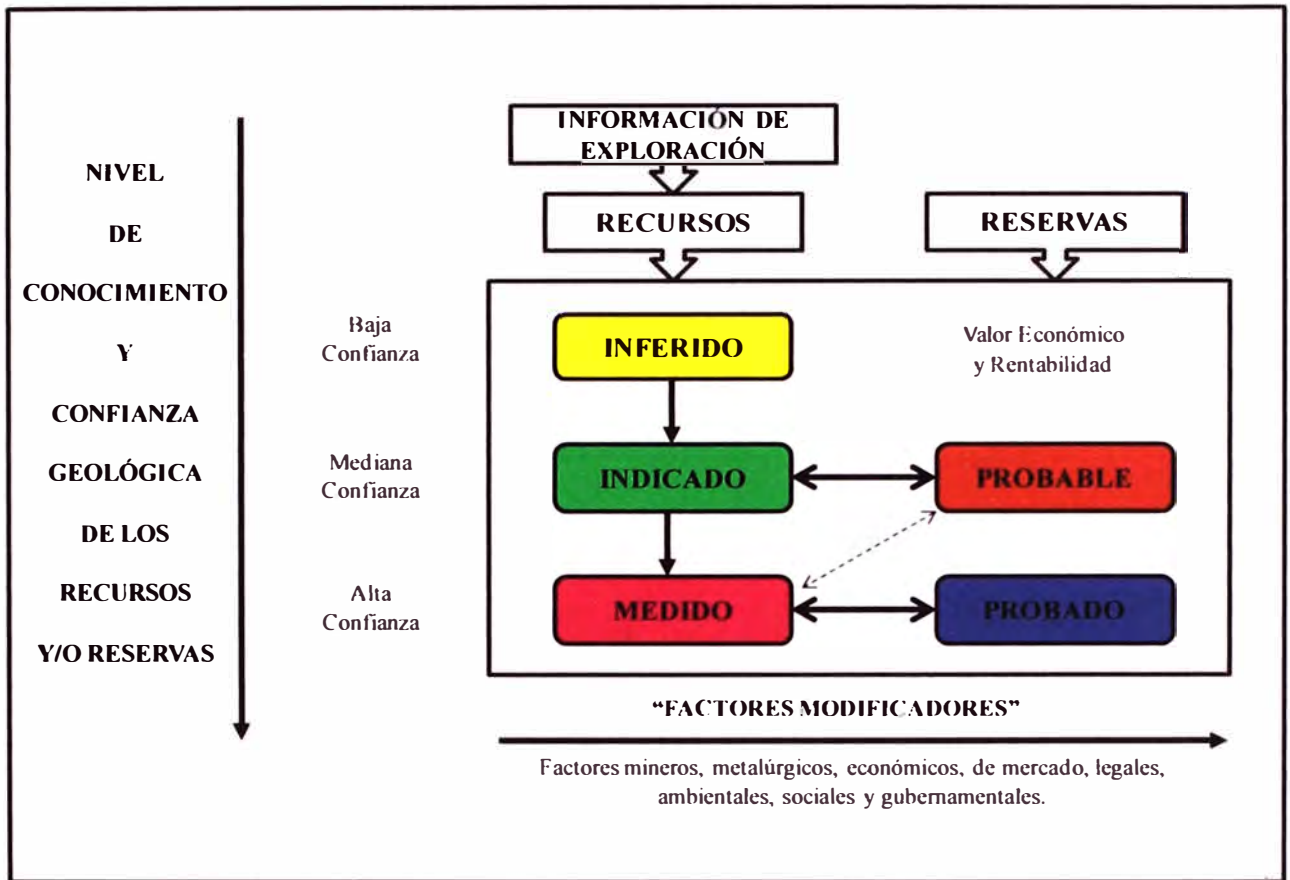 NIVEL
DE
CONOCIMIENTO
Y
CONFIANZA
GEOLÓGICA
DE LOS
RECURSOS
Y/O RESERVAS
INFORMACIÓN DE
EXPLORACIÓN
RECURSOS
RESERVAS
Baja
Confianza
INFERIDO
Valor Económico
y Rentabilidad
Mediana
Confianza
INDICADO
PROBABLE
Alta
Confianza
MEDIDO
PROBADO
“FACTORES MODIFICADORES”
Factores mineros, metalúrgicos, económicos, de mercado, legales,
ambientales, sociales y gubernamentales.